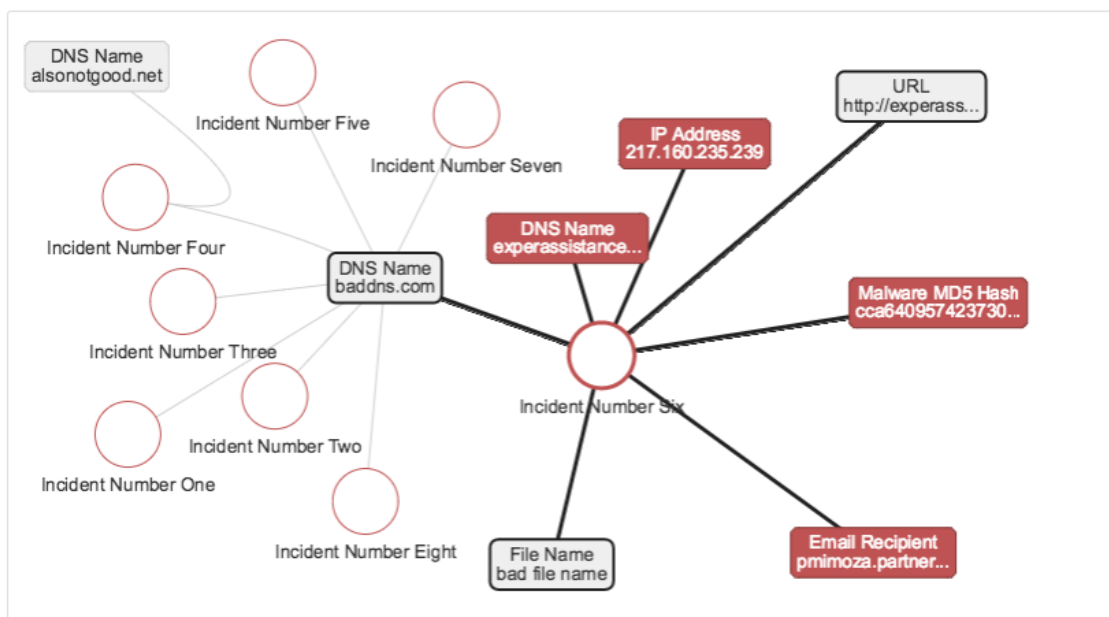 DNS Name
alsonotgood.net
Incident Number Five
Incident Number Seven
URL
http://experass...
IP Address
217.160.235.239
Incident Number Four
DNS Name
experassistance...
DNS Name
baddns.com
Malware MD5 Hash
cca640957423730...
Incident Number Three
Incident Number Six
Incident Number Two
Incident Number One
Incident Number Eight
File Name
bad file name
Email Recipient
pmimoza.partner...